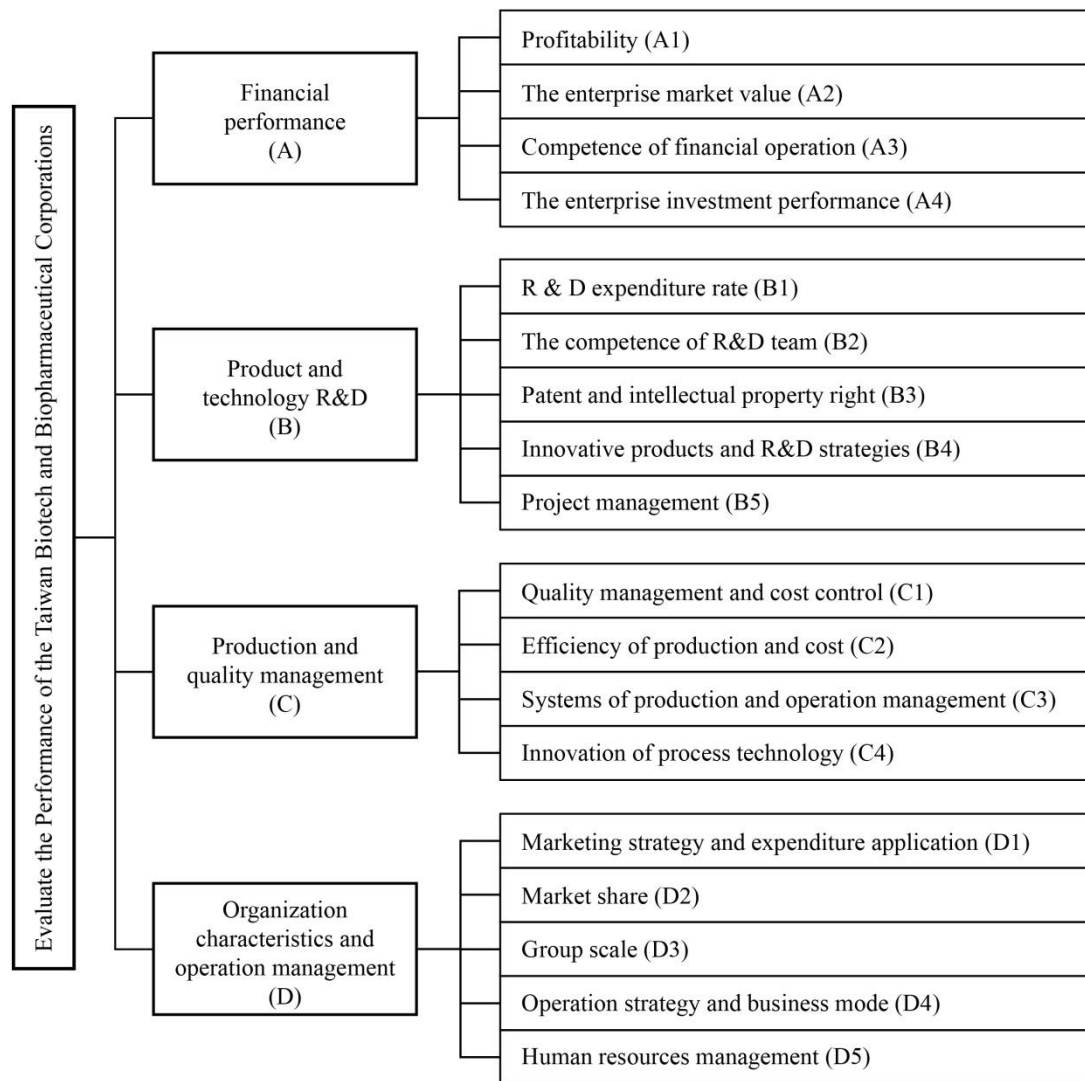 Evaluate the Performance of the Taiwan Biotech and Biopharmaceutical Corporations
Financial
performance
(A)
Profitability (A1)
The enterprise market value (A2)
Competence of financial operation (A3)
The enterprise investment performance (A4)
Product and
technology R&D
(B)
R & D expenditure rate (B1)
The competence of R&D team (B2)
Patent and intellectual property right (B3)
Innovative products and R&D strategies (B4)
Project management (B5)
Production and
quality management
(C)
Quality management and cost control (C1)
Efficiency of production and cost (C2)
Systems of production and operation management (C3)
Innovation of process technology (C4)
Organization
characteristics and
operation management
(D)
Marketing strategy and expenditure application (D1)
Market share (D2)
Group scale (D3)
Operation strategy and business mode (D4)
Human resources management (D5)